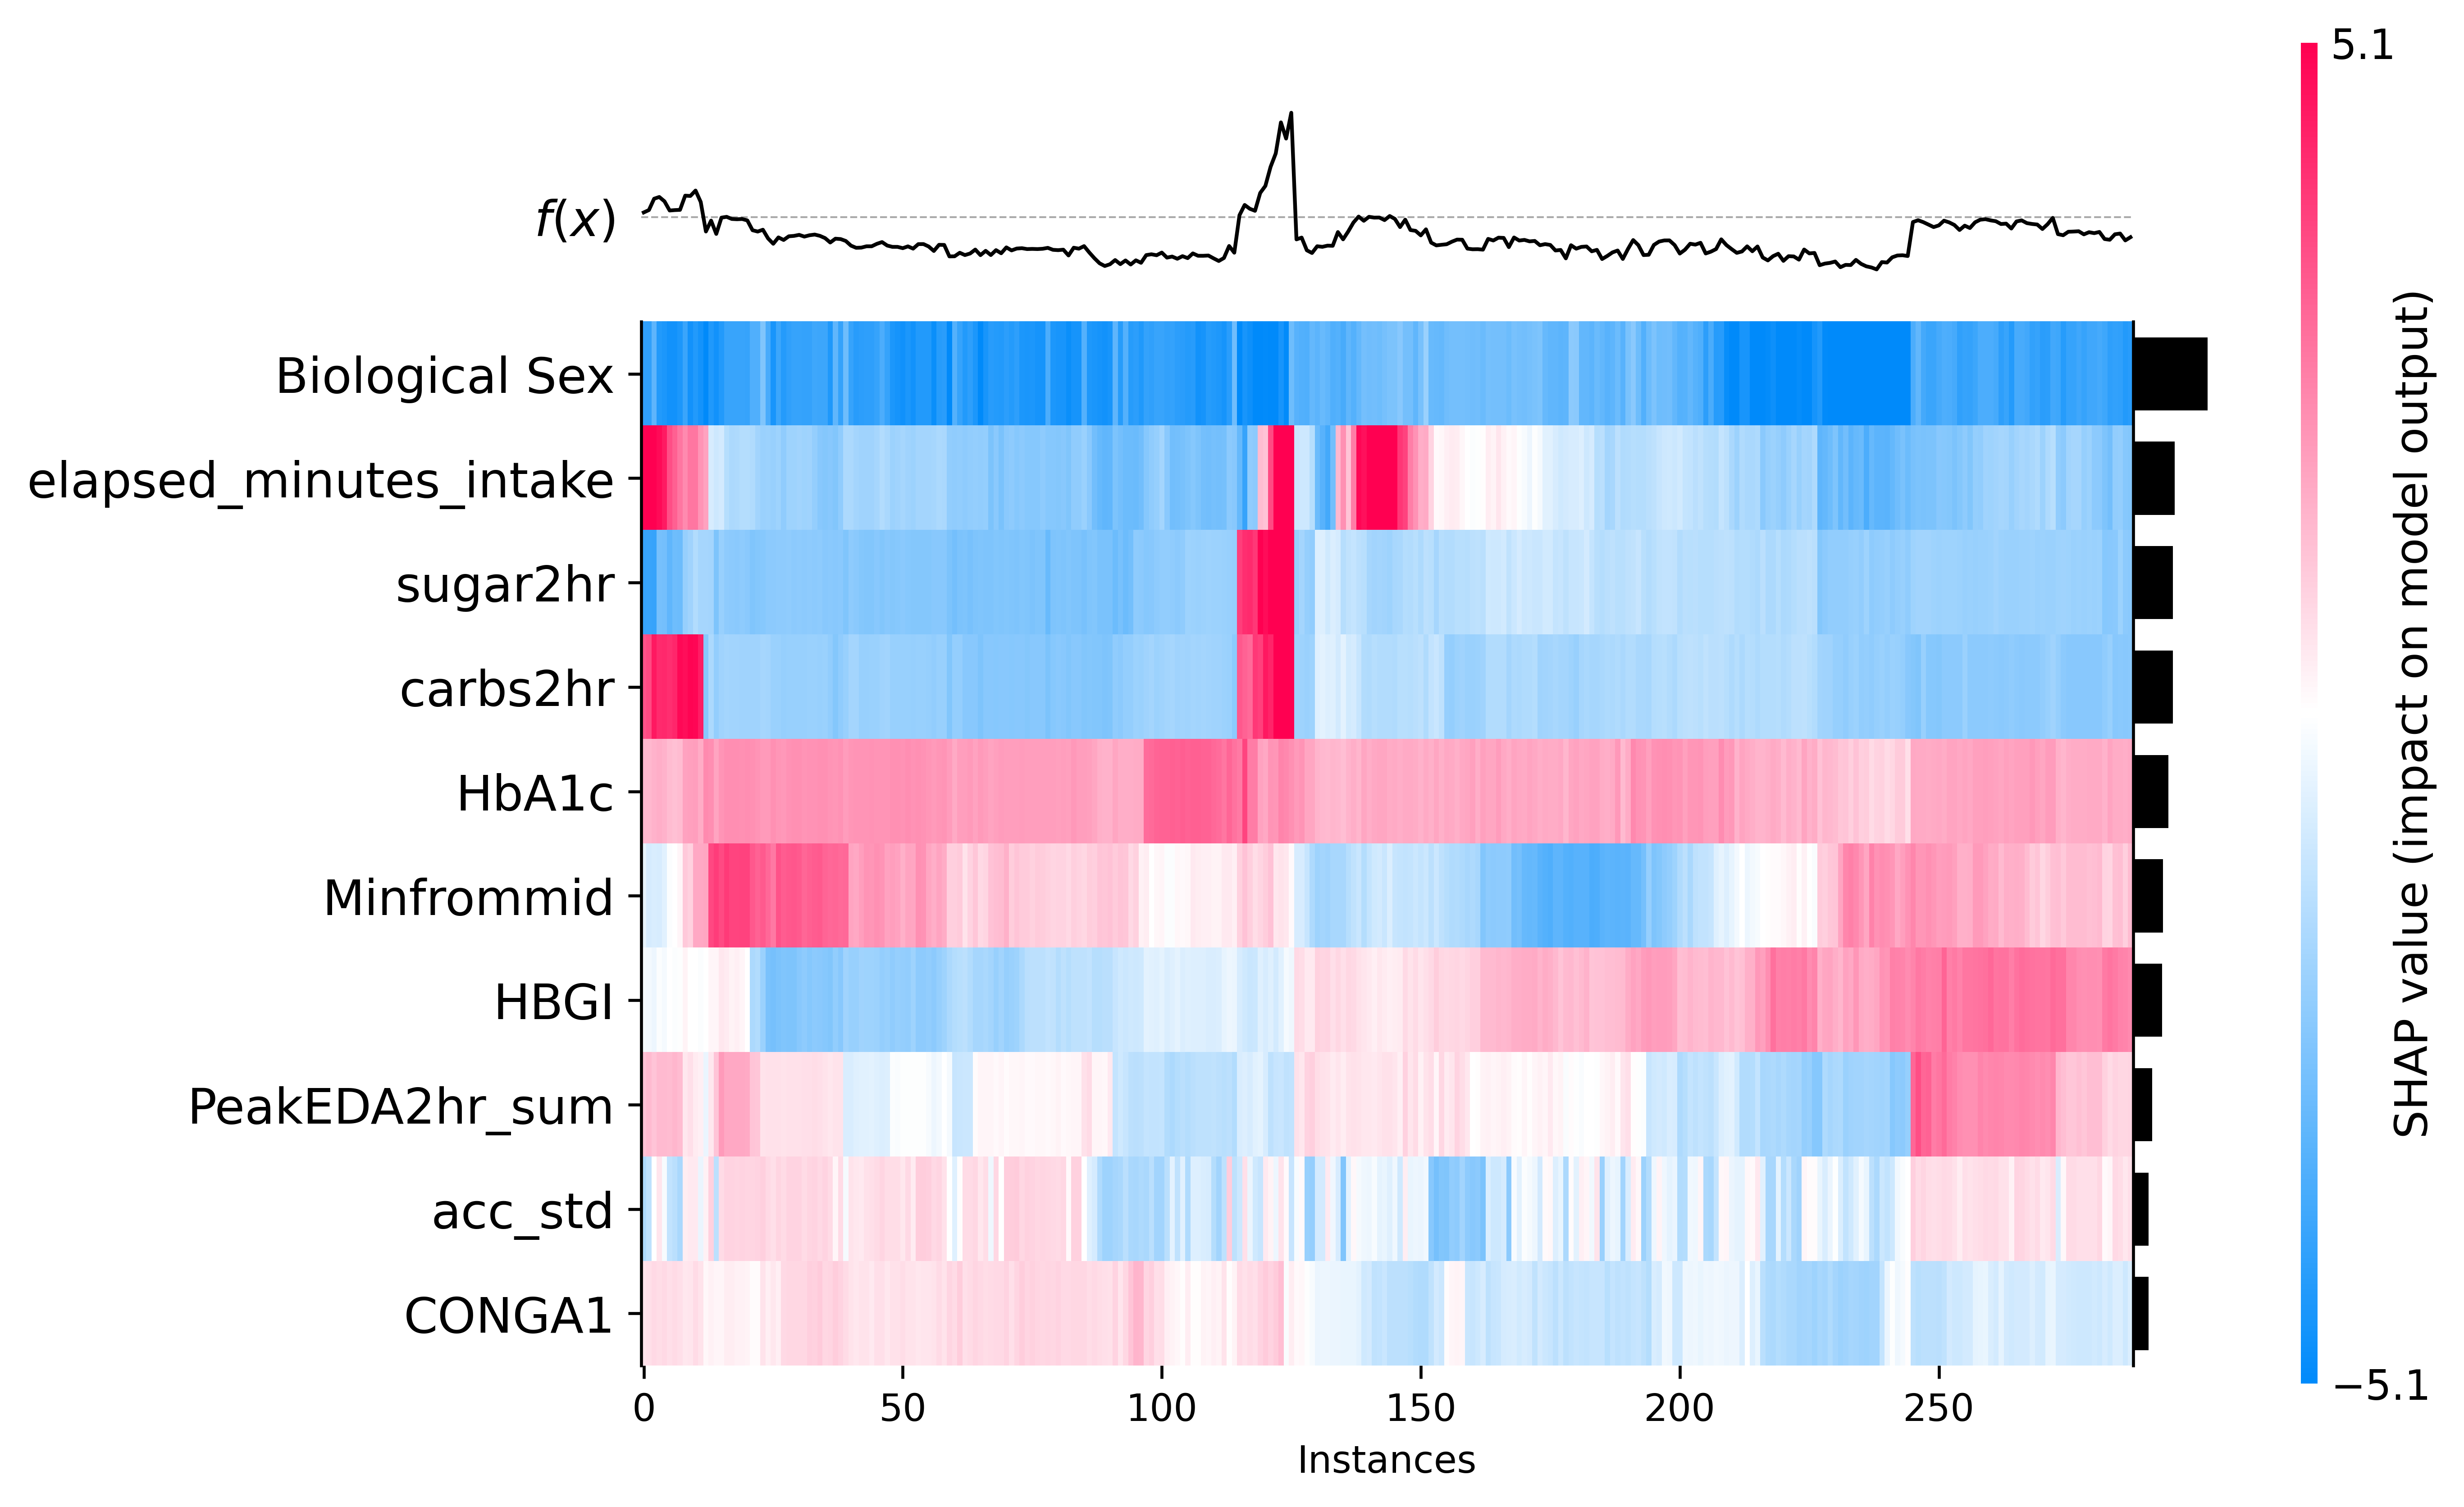 5.1
f(x)
Biological Sex
elapsed_minutes_intake
sugar2hr
carbs2hr
HbA1c
Minfrommid
HBGI
PeakEDA2hr_sum
acc_std
CONGA1
SHAP value (impact on model output)
−5.1
0 50 100 150 200 250
Instances